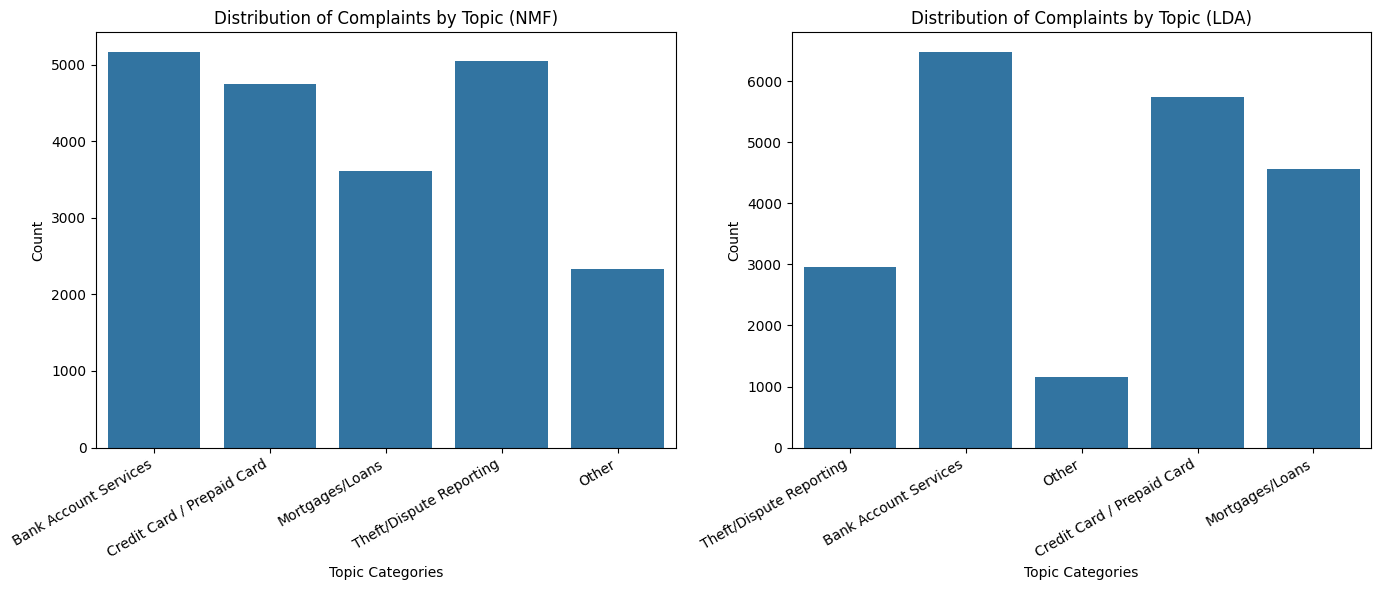 Distribution of Complaints by Topic (NMF)
Count
5000
4000
3000
2000
1000
0
Bank Account Services
Credit Card / Prepaid Card
Mortgages/Loans
Theft/Dispute Reporting
Other
Topic Categories
Distribution of Complaints by Topic (LDA)
Count
6000
5000
4000
3000
2000
1000
0
Theft/Dispute Reporting
Bank Account Services
Other
Credit Card / Prepaid Card
Mortgages/Loans
Topic Categories